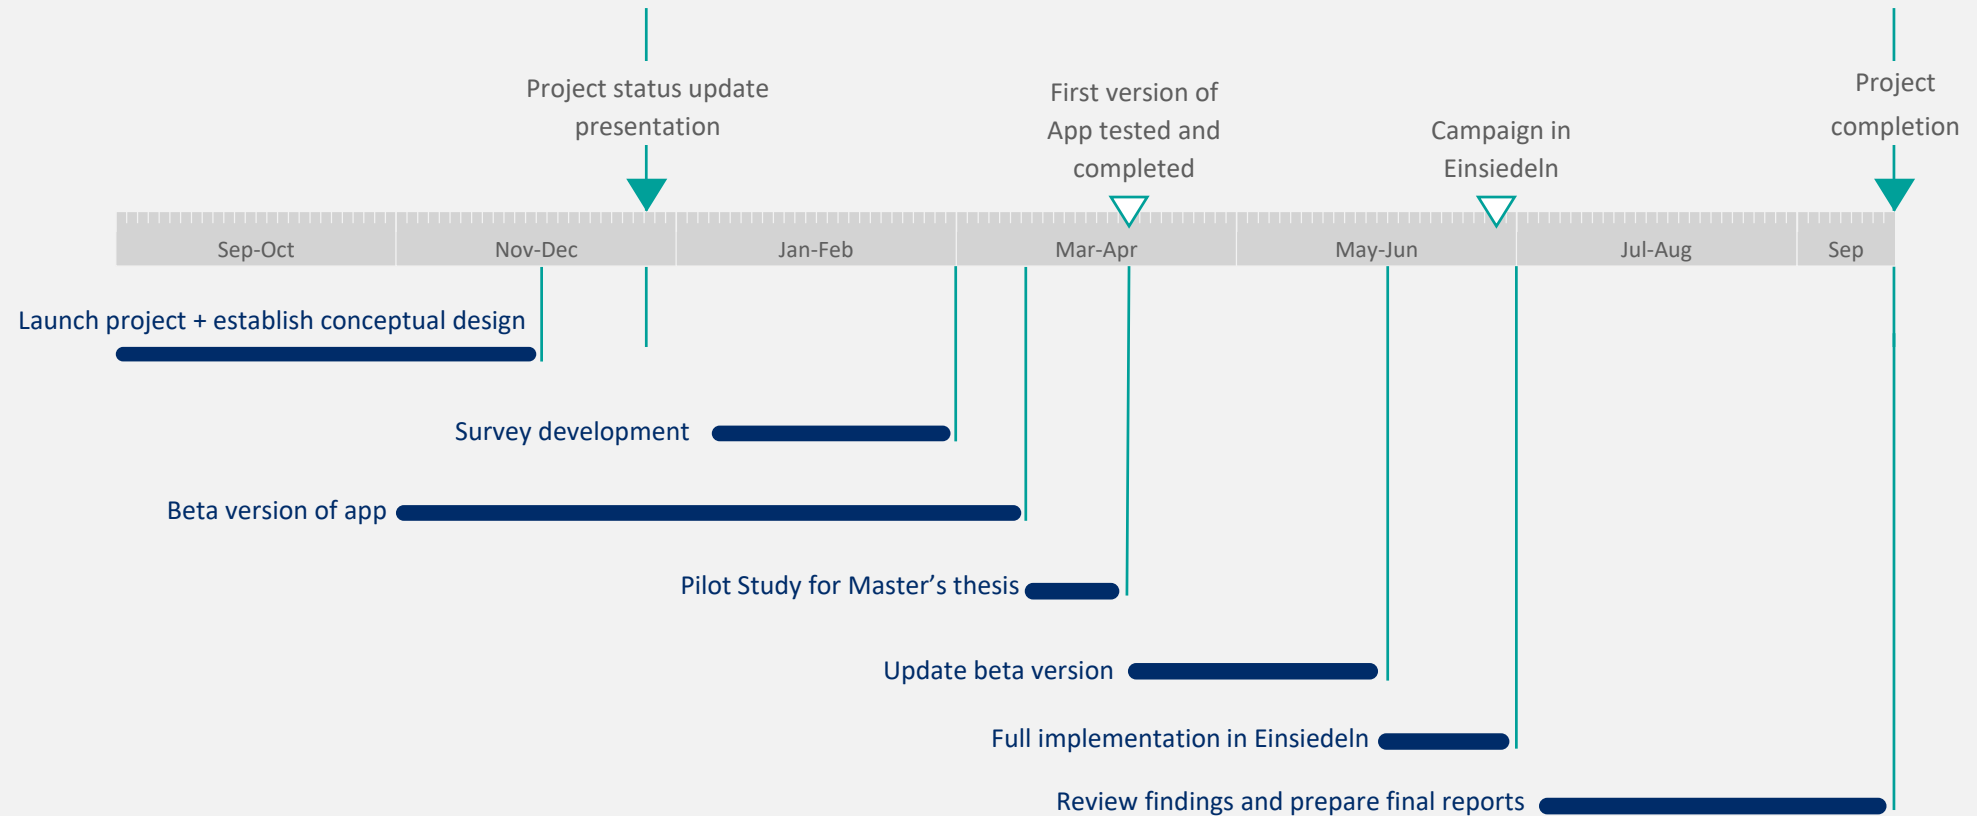 Project status update
presentation
First version of
App tested and
completed
Campaign in
Einsiedeln
Project
completion
Sep-Oct
Nov-Dec
Jan-Feb
Mar-Apr
May-Jun
Jul-Aug
Sep
Launch project + establish conceptual design
Survey development
Beta version of app
Pilot Study for Master’s thesis
Update beta version
Full implementation in Einsiedeln
Review findings and prepare final reports